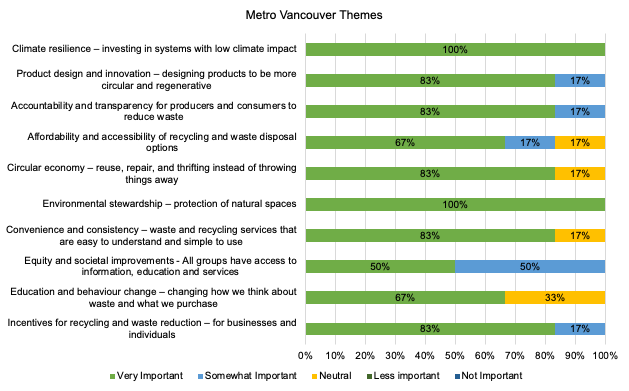 Metro Vancouver Themes
Climate resilience – investing in systems with low climate impact
100%
Product design and innovation – designing products to be more
circular and regenerative
83%
17%
Accountability and transparency for producers and consumers to
reduce waste
83%
17%
Affordability and accessibility of recycling and waste disposal
options
67%
17%
17%
Circular economy – reuse, repair, and thrifting instead of throwing
things away
83%
17%
Environmental stewardship – protection of natural spaces
100%
Convenience and consistency – waste and recycling services that
are easy to understand and simple to use
83%
17%
Equity and societal improvements - All groups have access to
information, education and services
50%
50%
Education and behaviour change – changing how we think about
waste and what we purchase
67%
33%
Incentives for recycling and waste reduction – for businesses and
individuals
83%
17%
0% 10% 20% 30% 40% 50% 60% 70% 80% 90% 100%
Very Important Somewhat Important Neutral Less important Not Important